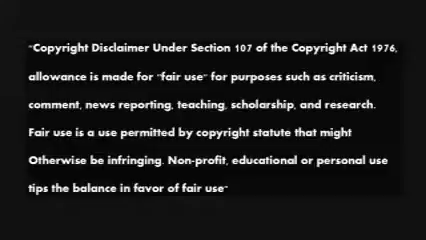 "Copyright Disclaimer Under Section 107 of the Copyright Act 1976,
allowance is made for "fair use" for purposes such as criticism,
comment, news reporting, teaching, scholarship, and research.
Fair use is a use permitted by copyright statute that might
Otherwise be infringing. Non-profit, educational or personal use
tips the balance in favor of fair use"